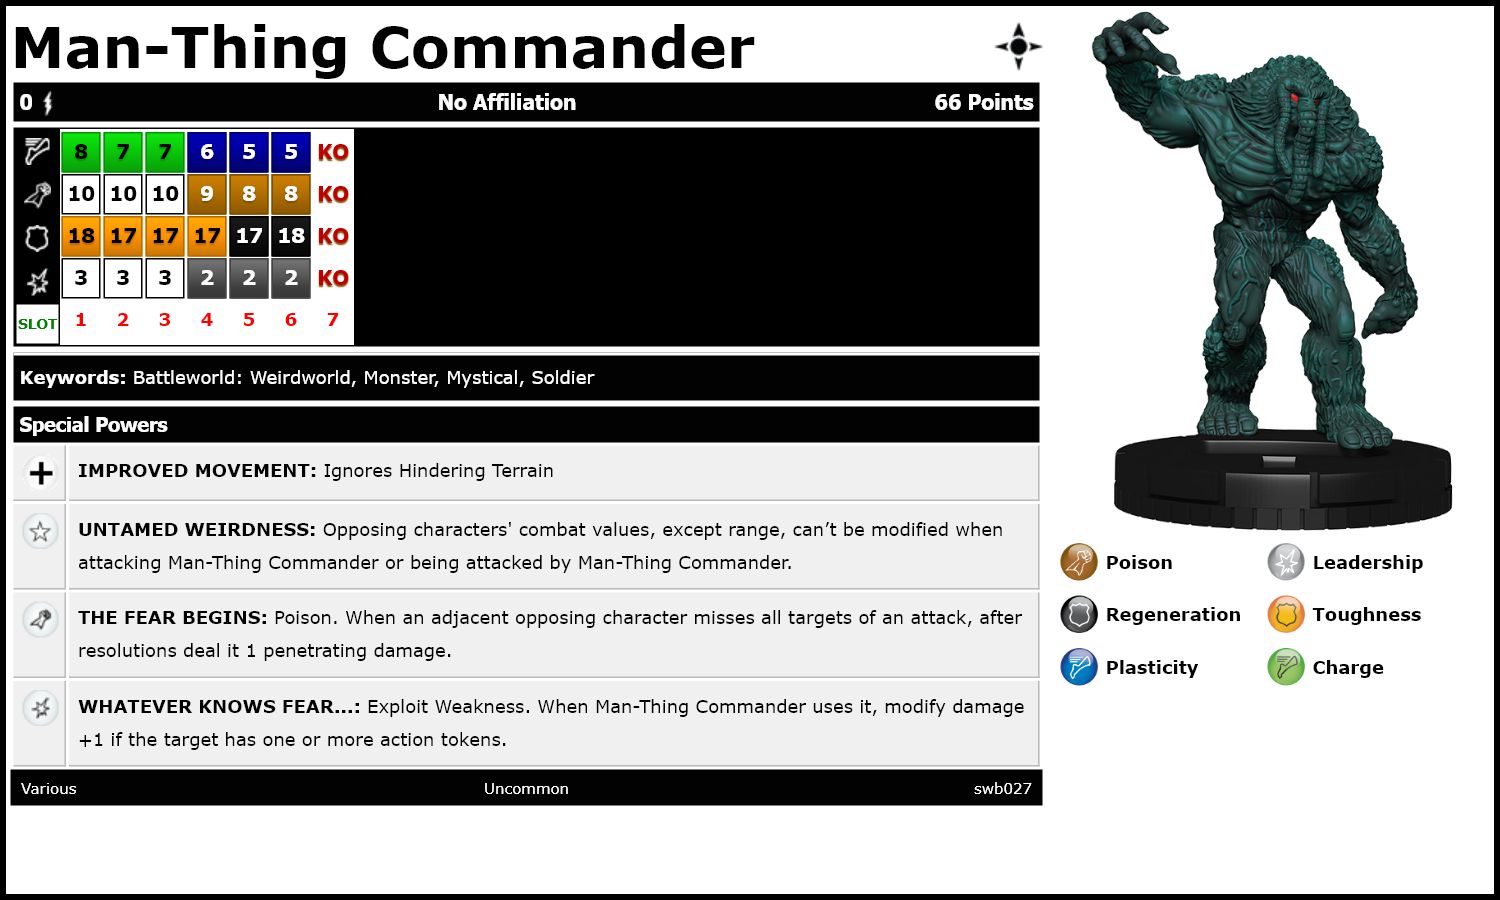 Man-Thing Commander
0 No Affiliation 66 Points
8 7 7 6 5 5 KO
10 10 10 9 8 8 KO
18 17 17 17 17 18 KO
3 3 3 2 2 2 KO
SLOT 1 2 3 4 5 6 7
Keywords: Battleworld: Weirdworld, Monster, Mystical, Soldier
Special Powers
IMPROVED MOVEMENT: Ignores Hindering Terrain
UNTAMED WEIRDNESS: Opposing characters' combat values, except range, can’t be modified when
attacking Man-Thing Commander or being attacked by Man-Thing Commander.
THE FEAR BEGINS: Poison. When an adjacent opposing character misses all targets of an attack, after
resolutions deal it 1 penetrating damage.
WHATEVER KNOWS FEAR...: Exploit Weakness. When Man-Thing Commander uses it, modify damage
+1 if the target has one or more action tokens.
Various Uncommon swb027
Poison Leadership
Regeneration Toughness
Plasticity Charge